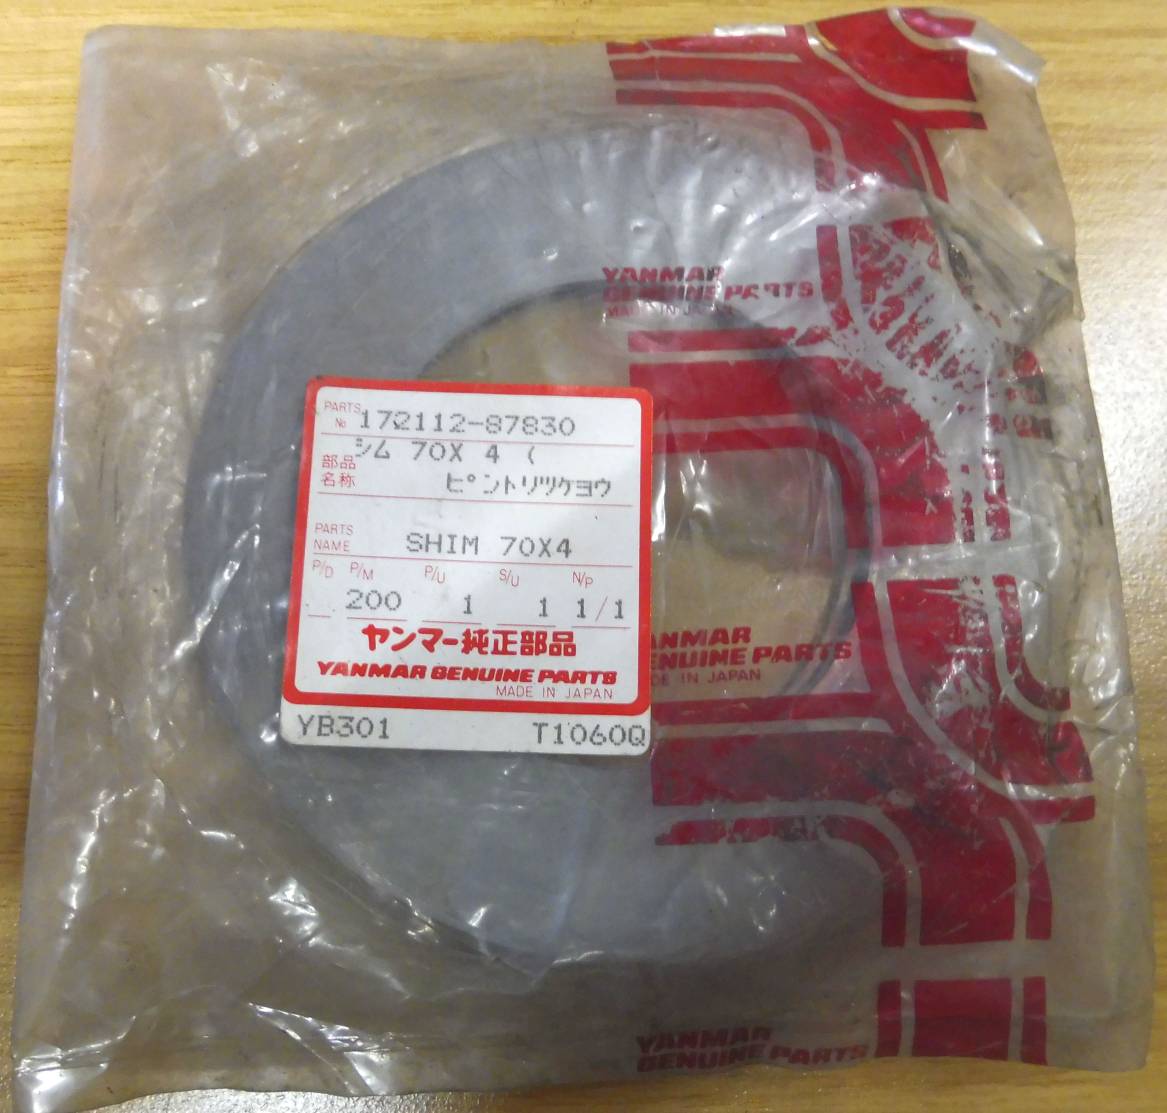 YANMAR
GENUINE PARTS
MADE IN JAPAN
PARTS
No 172112-87830
部品
名称
シム 70X 4 (
ピントリツケヨウ
PARTS
NAME SHIM 70X4
P/D P/M P/U S/U N/P
200 1 1 1/1
ヤンマー純正部品
YANMAR GENUINE PARTS
MADE IN JAPAN
YB301 T1060Q
ANMAR
ENUINE PARTS
DE IN JAPAN
YANMAR
GENUINE PARTS